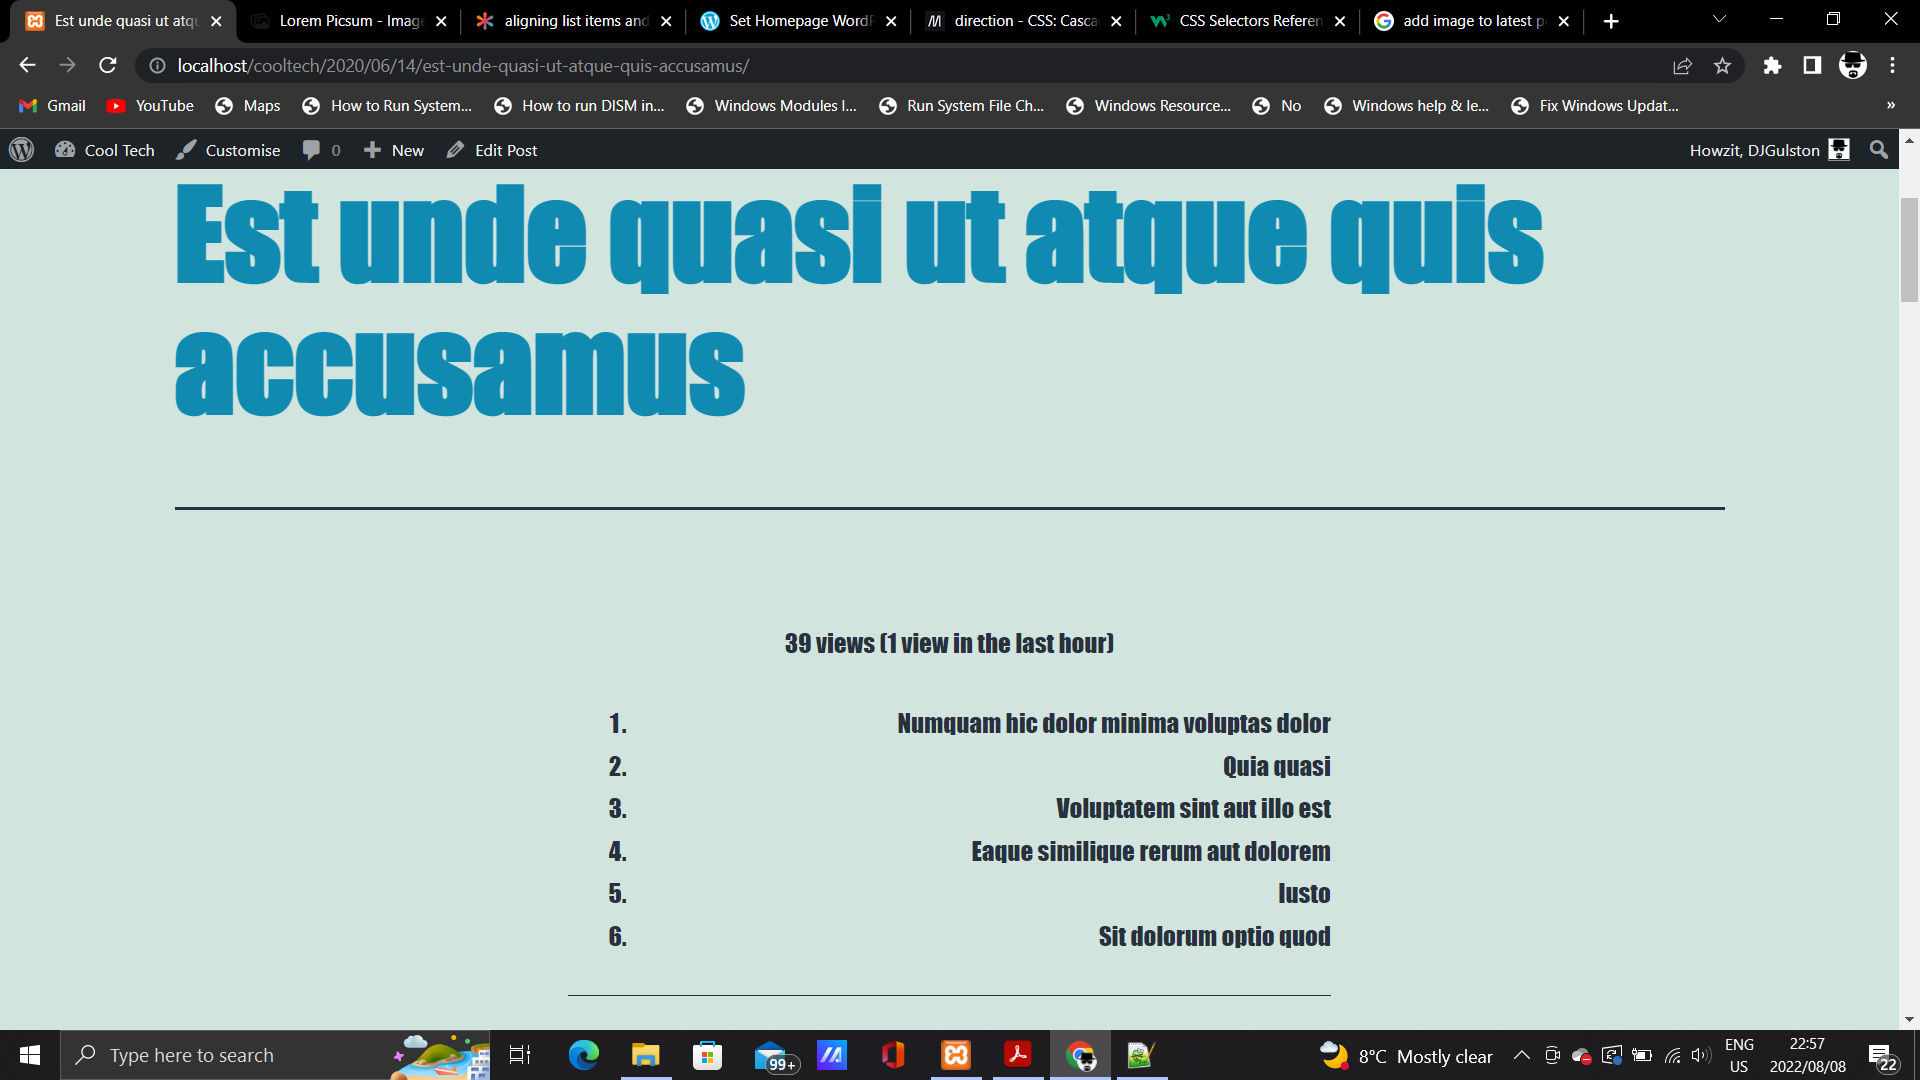 Est unde quasi ut atqu
Lorem Picsum - Image
aligning list items and
Set Homepage WordP
direction - CSS: Casca
CSS Selectors Referen
add image to latest p
localhost/cooltech/2020/06/14/est-unde-quasi-ut-atque-quis-accusamus/
Gmail
YouTube
Maps
How to Run System...
How to run DISM in...
Windows Modules I...
Run System File Ch...
Windows Resource...
No
Windows help & le...
Fix Windows Updat...
»
Cool Tech
Customise
0
New
Edit Post
Howzit, DJGulston
Est unde quasi ut atque quis
accusamus
39 views (1 view in the last hour)
1. Numquam hic dolor minima voluptas dolor
2. Quia quasi
3. Voluptatem sint aut illo est
4. Eaque similique rerum aut dolorem
5. Iusto
6. Sit dolorum optio quod
Type here to search
99+
8°C Mostly clear
ENG
US
22:57
2022/08/08
22